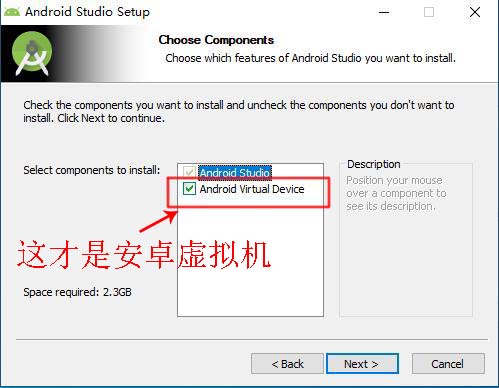 Android Studio Setup
Choose Components
Choose which features of Android Studio you want to install.
Check the components you want to install and uncheck the components you don't want to
install. Click Next to continue.
Select components to install:
Android Studio
Android Virtual Device
Description
Position your mouse
over a component to
see its description.
这才是安卓虚拟机
Space required: 2.3GB
< Back
Next >
Cancel